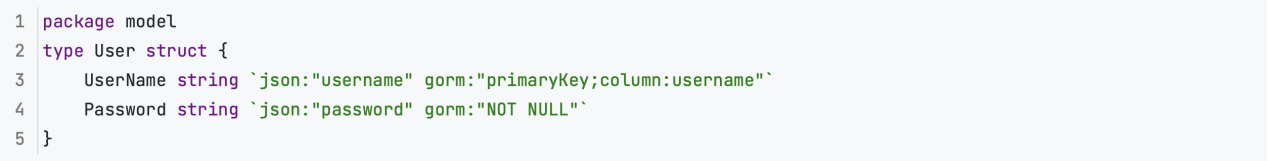 1 package model
2 type User struct {
3     UserName string `json:"username" gorm:"primaryKey;column:username"`
4     Password string `json:"password" gorm:"NOT NULL"`
5 }